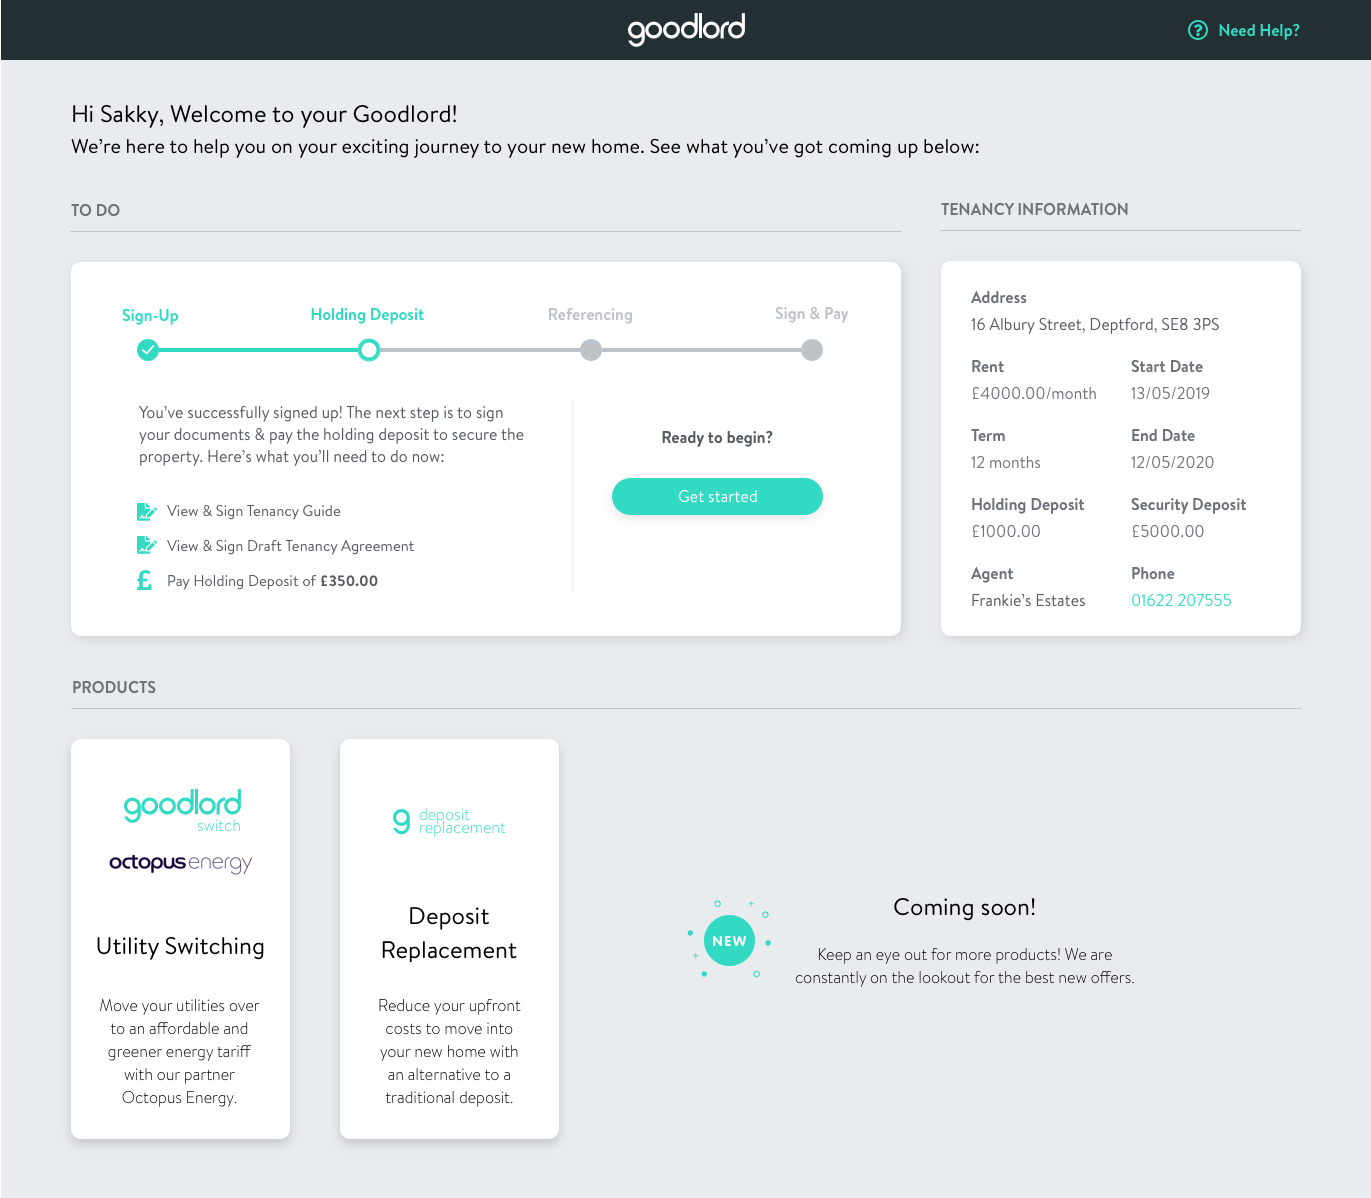 goodlord
Need Help?
Hi Sakky, Welcome to your Goodlord!
We're here to help you on your exciting journey to your new home. See what you've got coming up below:
TO DO
Sign-Up
Holding Deposit
Referencing
Sign & Pay
You've successfully signed up! The next step is to sign
your documents & pay the holding deposit to secure the
property. Here's what you'll need to do now:
View & Sign Tenancy Guide
View & Sign Draft Tenancy Agreement
£ Pay Holding Deposit of £350.00
Ready to begin?
Get started
TENANCY INFORMATION
Address
16 Albury Street, Deptford, SE8 3PS
Rent
£4000.00/month
Start Date
13/05/2019
Term
12 months
End Date
12/05/2020
Holding Deposit
£1000.00
Security Deposit
£5000.00
Agent
Frankie's Estates
Phone
01622 207555
PRODUCTS
goodlord
switch
octopus energy
Utility Switching
Move your utilities over
to an affordable and
greener energy tariff
with our partner
Octopus Energy.
g deposit
replacement
Deposit
Replacement
Reduce your upfront
costs to move into
your new home with
an alternative to a
traditional deposit.
NEW
Coming soon!
Keep an eye out for more products! We are
constantly on the lookout for the best new offers.